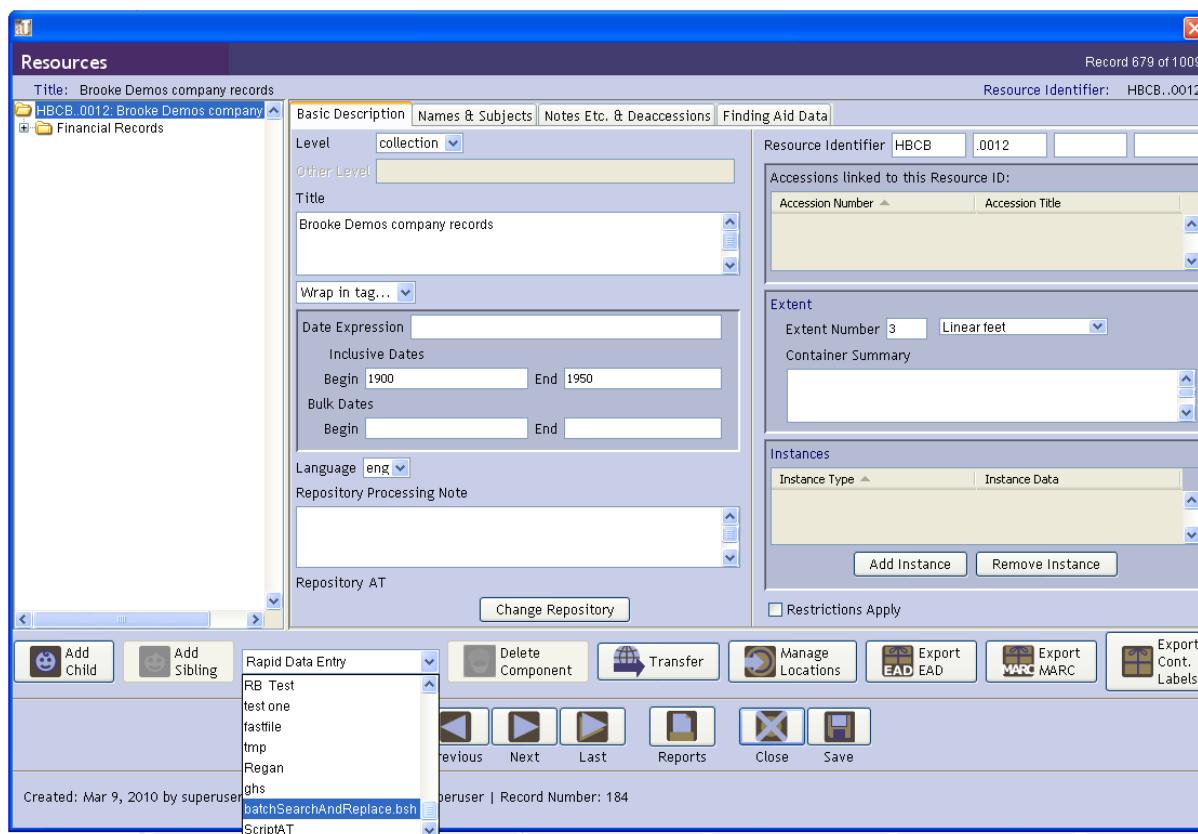 aT
Resources
Record 679 of 1009
Title: Brooke Demos company records
Resource Identifier: HBCB..0012
HBCB..0012: Brooke Demos company
Financial Records
Basic Description
Names & Subjects
Notes Etc. & Deaccessions
Finding Aid Data
Level collection
Other Level
Title
Brooke Demos company records
Wrap in tag...
Date Expression
Inclusive Dates
Begin 1900 End 1950
Bulk Dates
Begin End
Language eng
Repository Processing Note
Repository AT
Change Repository
Resource Identifier HBCB .0012
Accessions linked to this Resource ID:
Accession Number Accession Title
Extent
Extent Number 3 Linear feet
Container Summary
Instances
Instance Type Instance Data
Add Instance Remove Instance
Restrictions Apply
Add Child
Add Sibling
Rapid Data Entry
Delete Component
Transfer
Manage Locations
EAD Export EAD
MARC Export MARC
Export Cont. Labels
RB Test
test one
fastfile
tmp
Regan
ghs
batchSearchAndReplace.bsh
ScriptAT
revious Next Last Reports Close Save
Created: Mar 9, 2010 by superuser
peruser | Record Number: 184